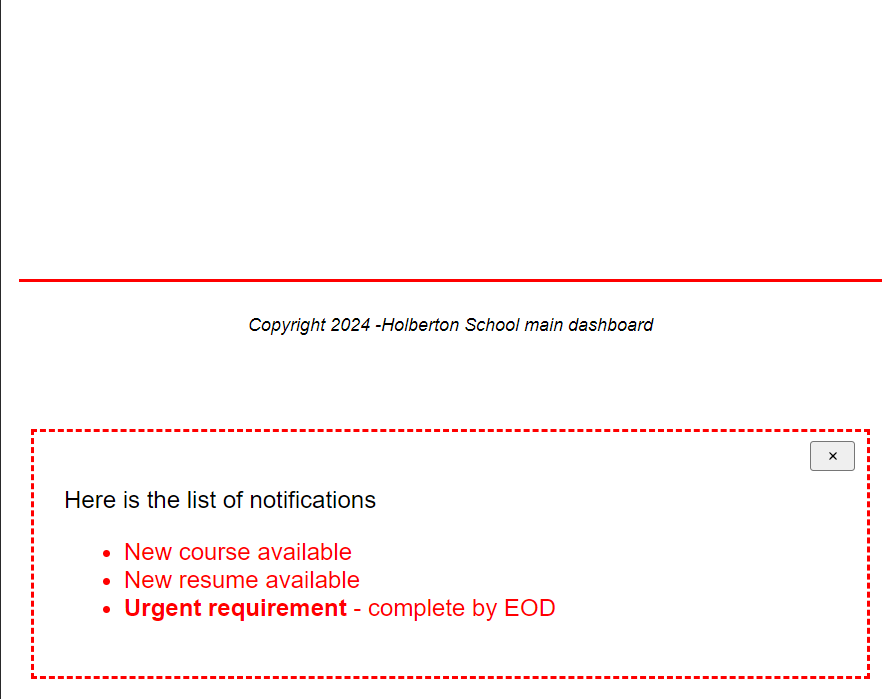 Copyright 2024 -Holberton School main dashboard
×
Here is the list of notifications
New course available
New resume available
Urgent requirement - complete by EOD